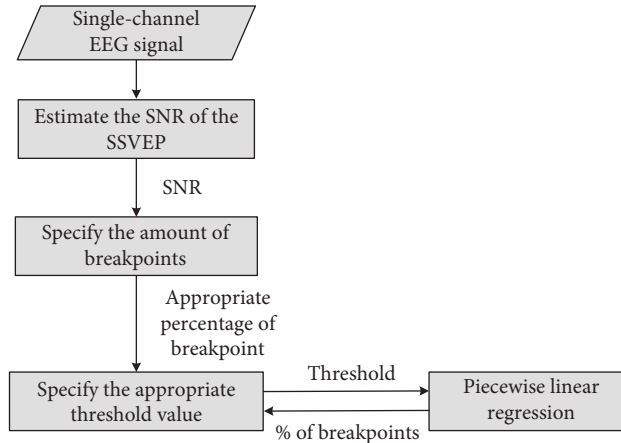 Single-channel
EEG signal
Estimate the SNR of the
SSVEP
SNR
Specify the amount of
breakpoints
Appropriate
percentage of
breakpoint
Specify the appropriate
threshold value
Threshold
% of breakpoints
Piecewise linear
regression